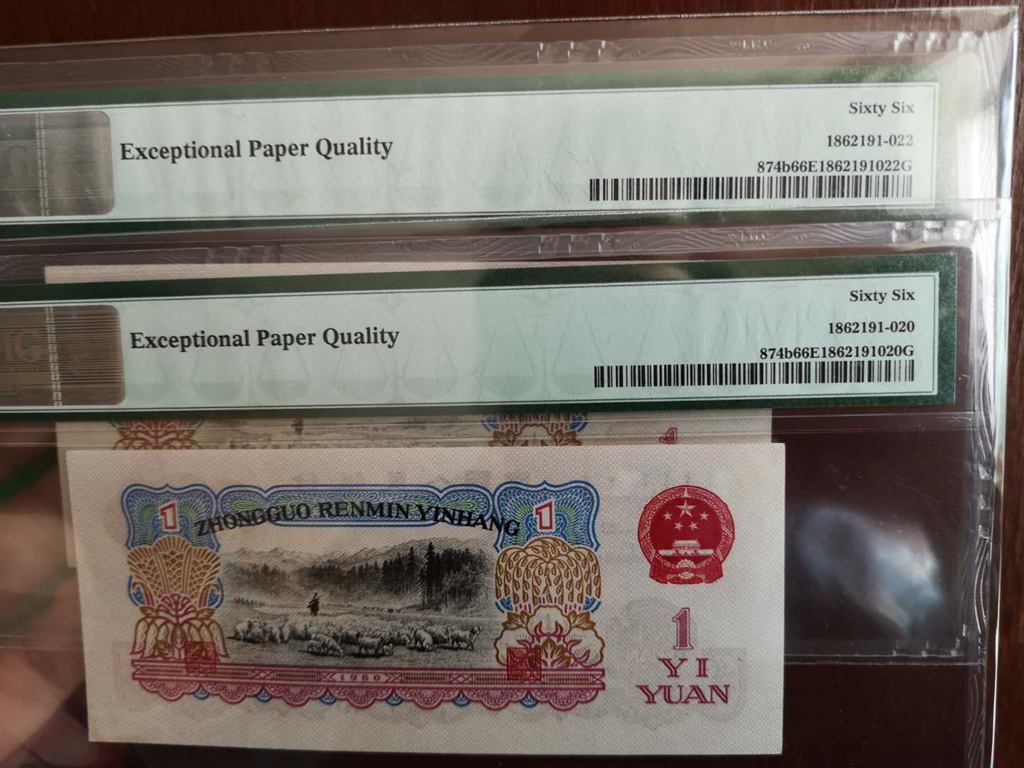 Sixty Six
Exceptional Paper Quality
1862191-022
874b66E1862191022G
Sixty Six
Exceptional Paper Quality
1862191-020
874b66E1862191020G
1
1
ZHONGGUO RENMIN YINHANG
1
1
YI
YUAN
1960